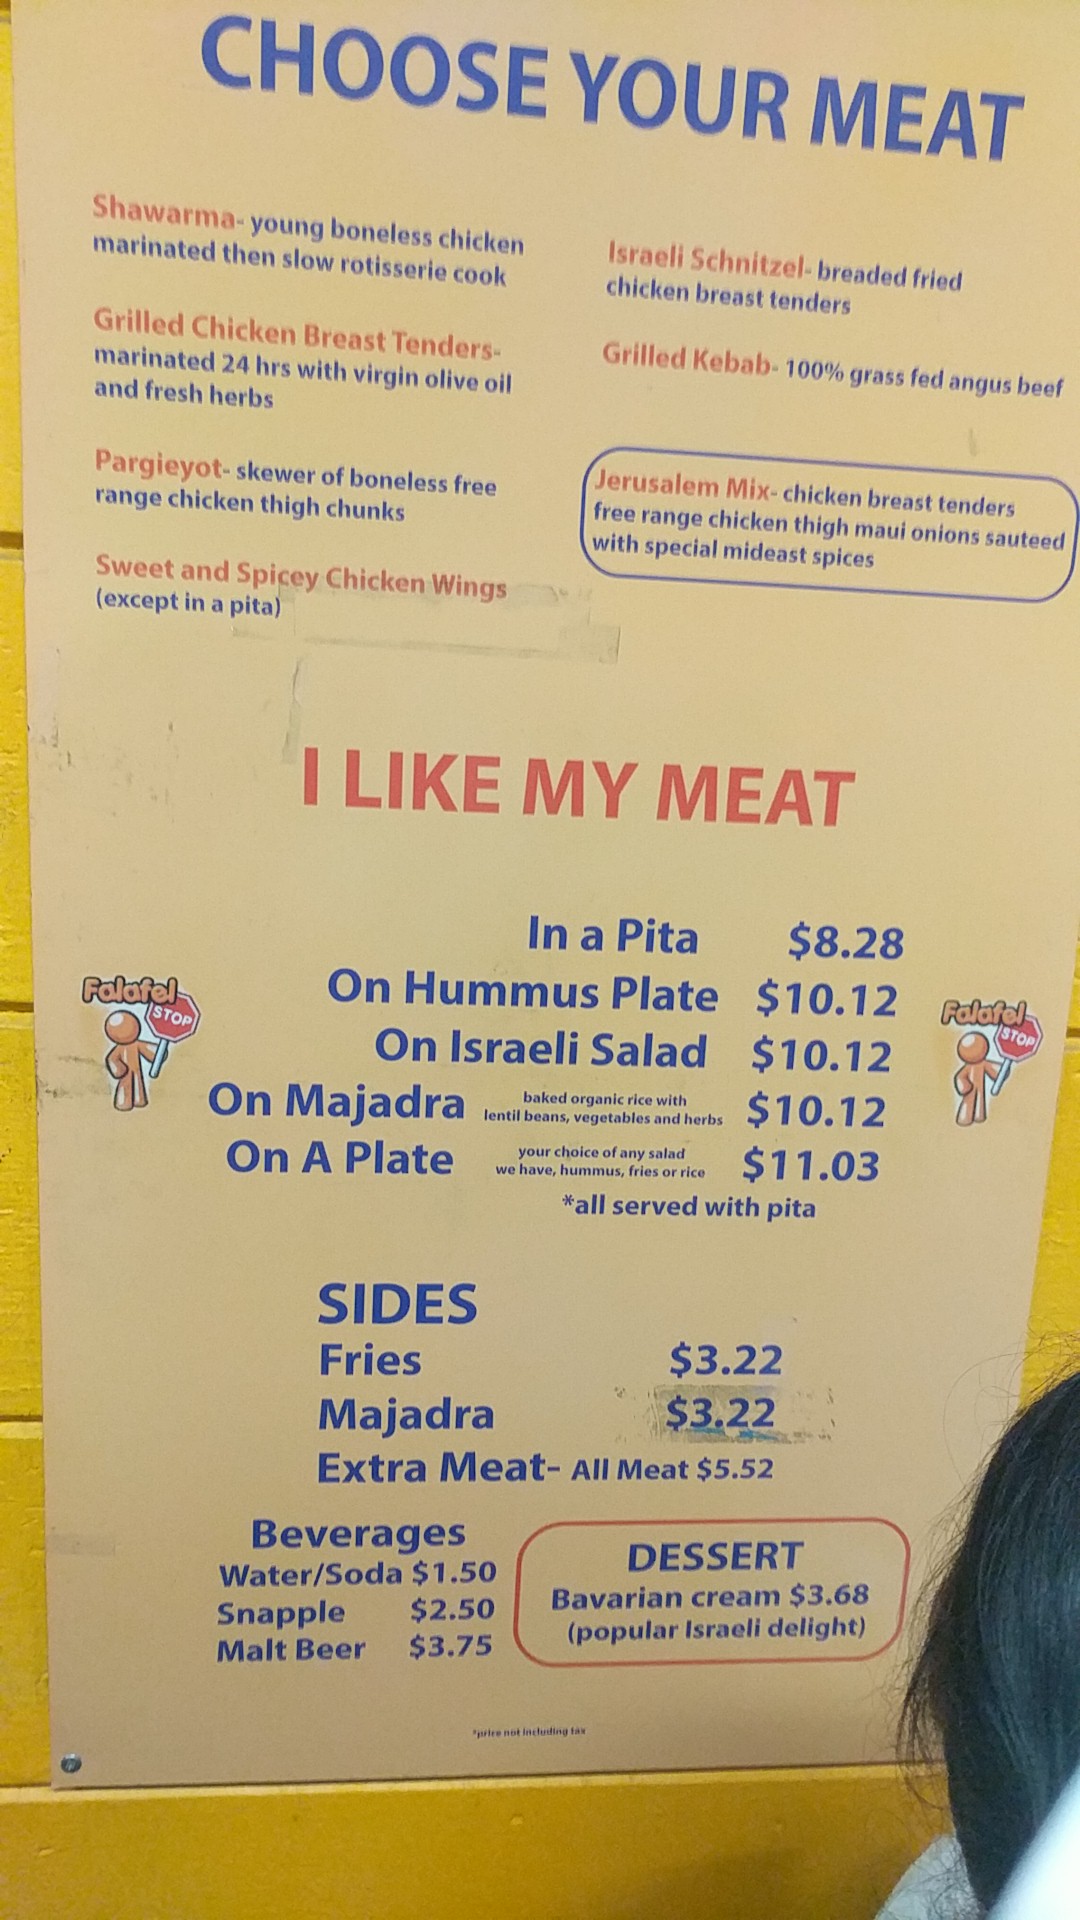 CHOOSE YOUR MEAT
Shawarma- young boneless chicken
marinated then slow rotisserie cook
Grilled Chicken Breast Tenders-
marinated 24 hrs with virgin olive oil
and fresh herbs
Pargieyot- skewer of boneless free
range chicken thigh chunks
Sweet and Spicey Chicken Wings
(except in a pita)
Israeli Schnitzel- breaded fried
chicken breast tenders
Grilled Kebab- 100% grass fed angus beef
Jerusalem Mix- chicken breast tenders
free range chicken thigh maui onions sauteed
with special mideast spices
I LIKE MY MEAT
In a Pita $8.28
On Hummus Plate $10.12
On Israeli Salad $10.12
On Majadra baked organic rice with
lentil beans, vegetables and herbs $10.12
On A Plate your choice of any salad
we have, hummus, fries or rice $11.03
*all served with pita
Falafel
STOP
Falafel
STOP
SIDES
Fries $3.22
Majadra $3.22
Extra Meat- All Meat $5.52
Beverages
Water/Soda $1.50
Snapple $2.50
Malt Beer $3.75
DESSERT
Bavarian cream $3.68
(popular Israeli delight)
*price not including tax